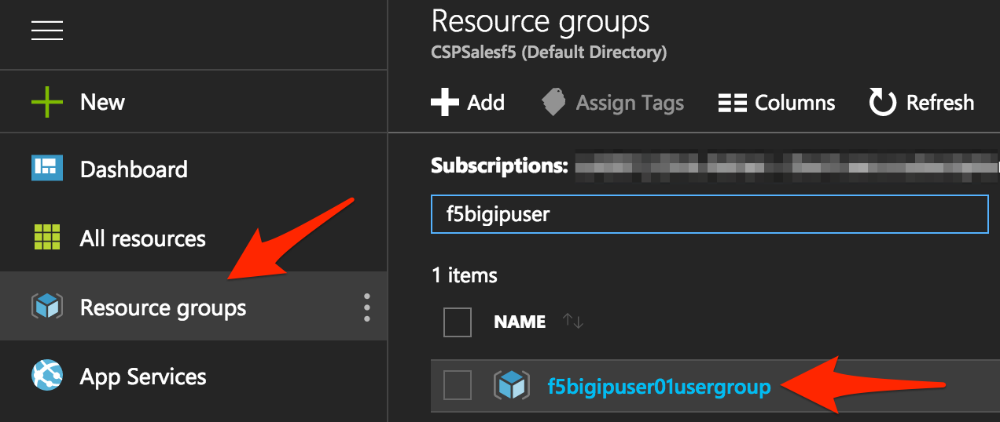 New
Dashboard
All resources
Resource groups
App Services
Resource groups
CSPSalesf5 (Default Directory)
Add Assign Tags Columns Refresh
Subscriptions:
f5bigipuser
1 items
NAME
f5bigipuser01usergroup